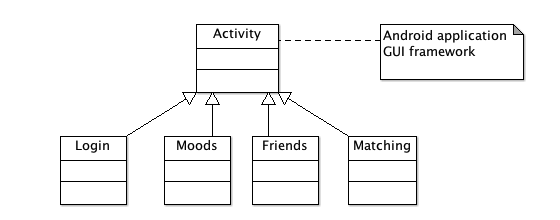 Activity
Android application
GUI framework
Login
Moods
Friends
Matching